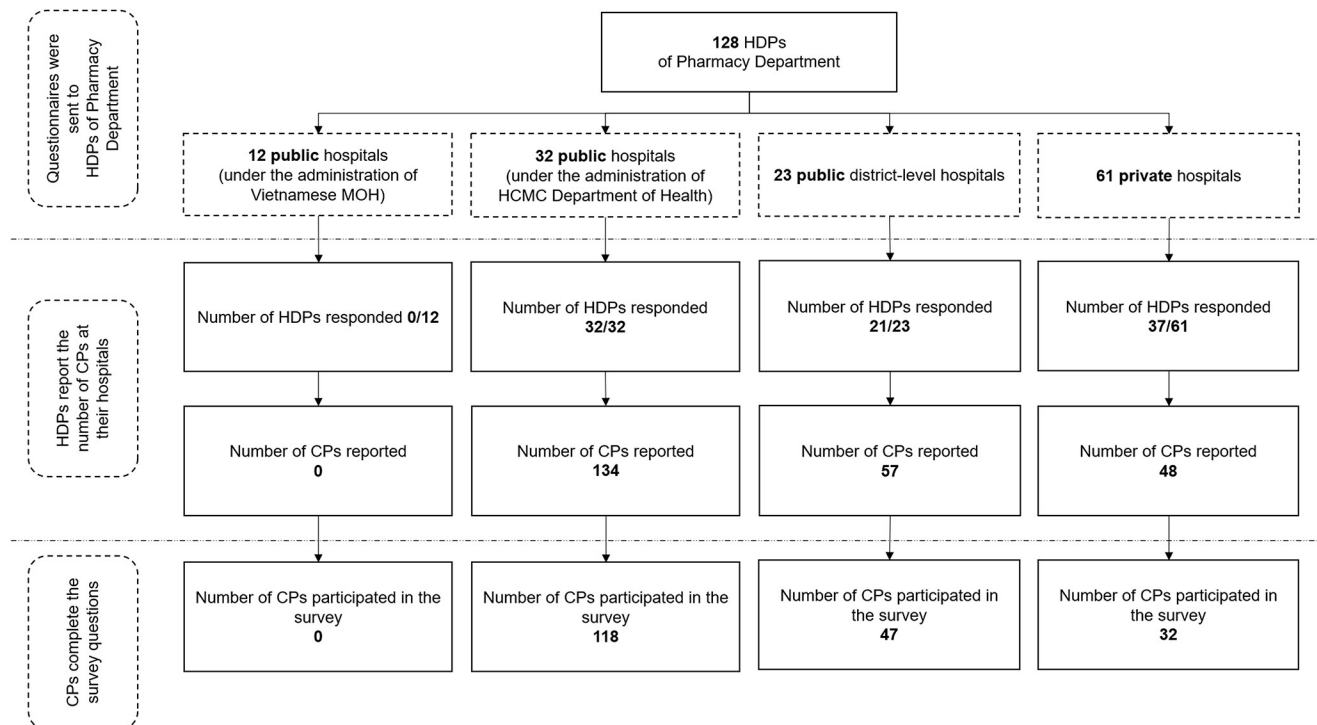 Questionnaires were
sent to
HDPs of Pharmacy
Department
128 HDPs
of Pharmacy Department
12 public hospitals
(under the administration of
Vietnamese MOH)
32 public hospitals
(under the administration of
HCMC Department of Health)
23 public district-level hospitals
61 private hospitals
HDPs report the
number of CPs at
their hospitals
Number of HDPs responded 0/12
Number of HDPs responded
32/32
Number of HDPs responded
21/23
Number of HDPs responded
37/61
Number of CPs reported
0
Number of CPs reported
134
Number of CPs reported
57
Number of CPs reported
48
CPs complete the
survey questions
Number of CPs participated in the
survey
0
Number of CPs participated in the
survey
118
Number of CPs participated in
the survey
47
Number of CPs participated in
the survey
32